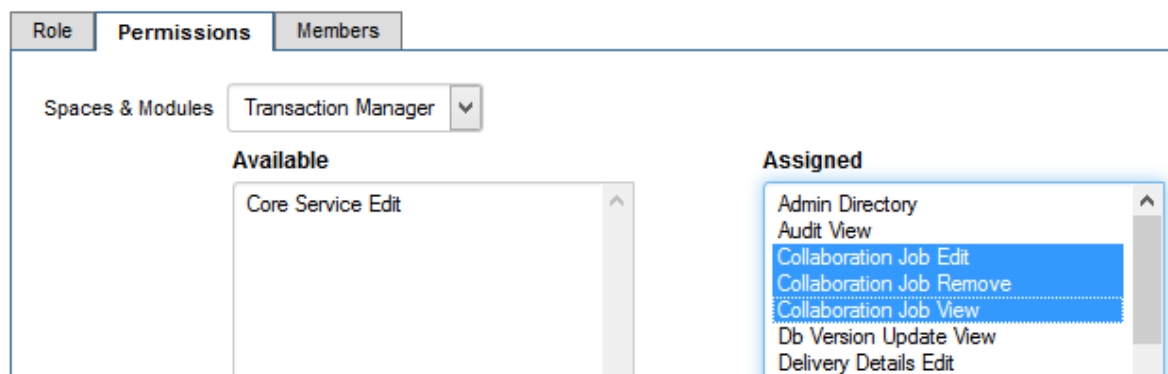 Role Permissions Members
Spaces & Modules Transaction Manager
Available
Core Service Edit
Assigned
Admin Directory
Audit View
Collaboration Job Edit
Collaboration Job Remove
Collaboration Job View
Db Version Update View
Delivery Details Edit